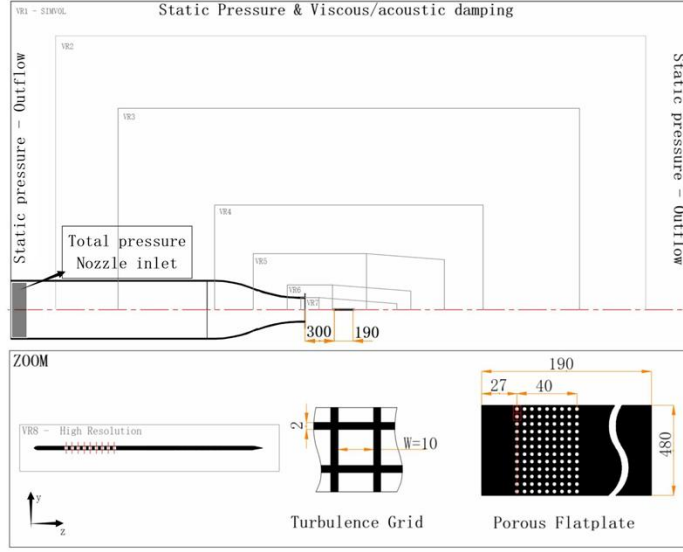 VR1 - SIMVOL
Static Pressure & Viscous/acoustic damping
VR2
Static pressure - Outflow
Static pressure - Outflow
VR3
VR4
Total pressure
Nozzle inlet
VR5
VR6
VR7
300
190
ZOOM
190
27
40
VR8 - High Resolution
2
W=10
480
y
z
Turbulence Grid
Porous Flatplate